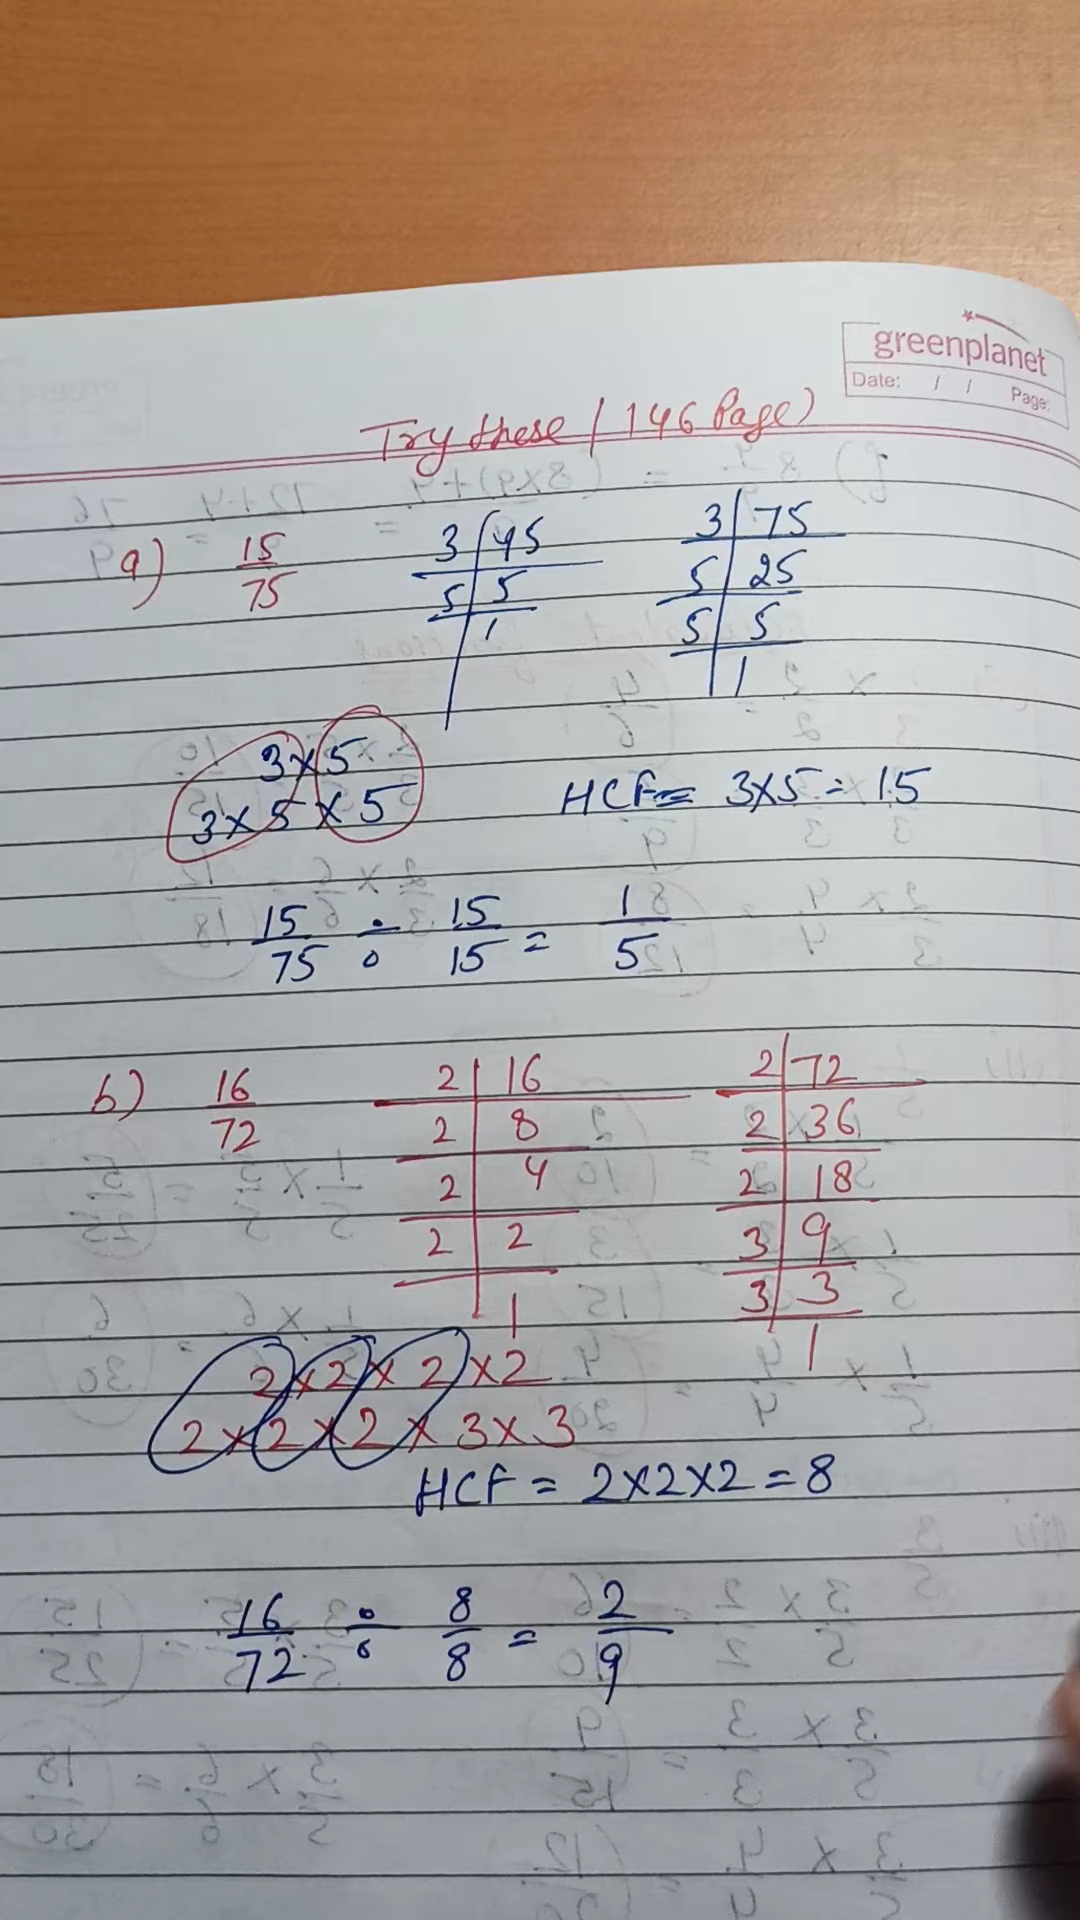 greenplanet
Date: / / Page:
Try these (146 Page)
a) 15/75
3 | 45
5 | 5
1
3 | 75
5 | 25
5 | 5
1
3×5
3×5×5
HCF = 3×5 = 15
15/75 ÷ 15/15 = 1/5
b) 16/72
2 | 16
2 | 8
2 | 4
2 | 2
1
2 | 72
2 | 36
2 | 18
3 | 9
3 | 3
1
2×2×2×2
2×2×2×3×3
HCF = 2×2×2 = 8
16/72 ÷ 8/8 = 2/9